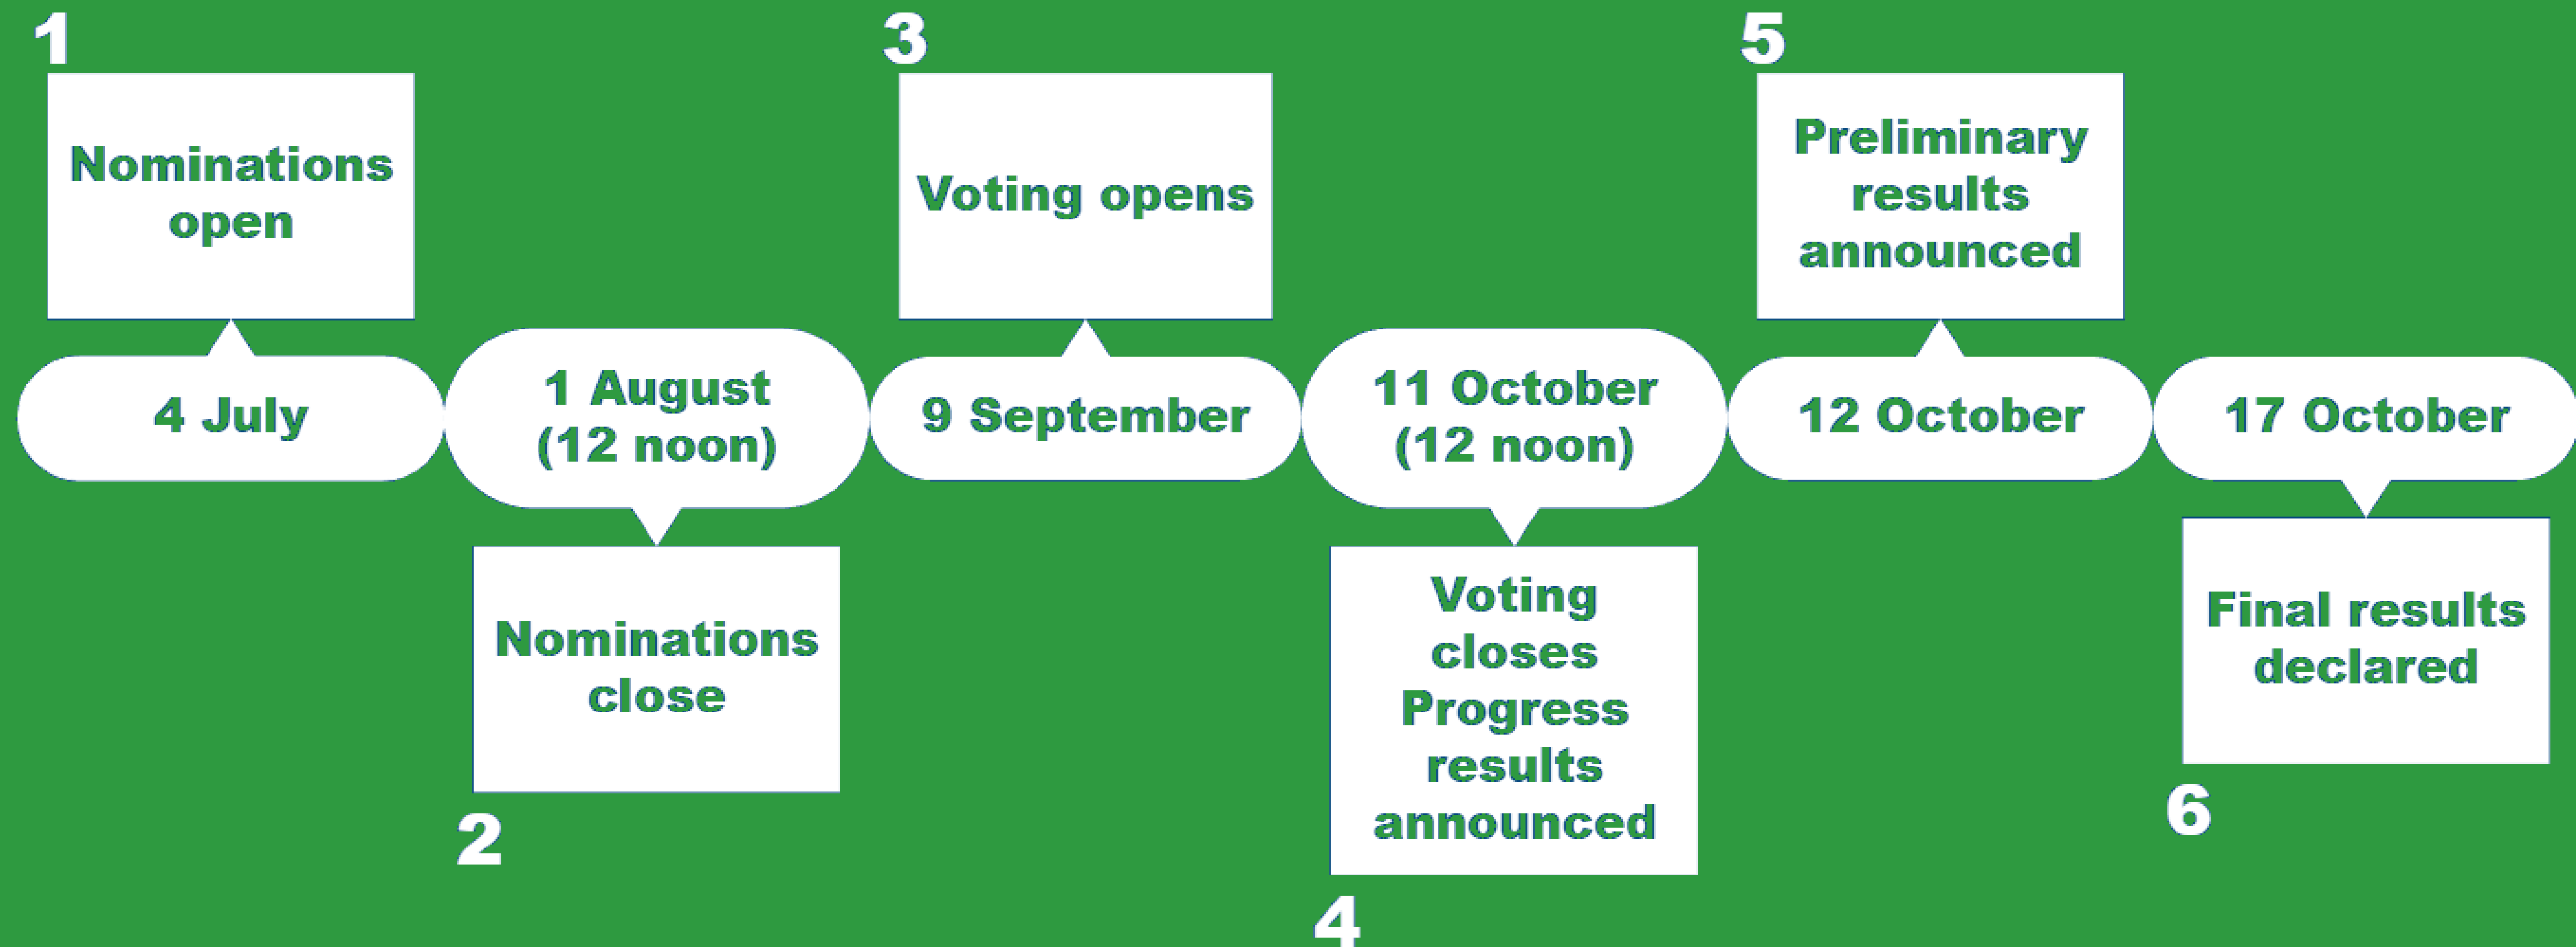 1
Nominations
open
4 July
1 August
(12 noon)
Nominations
close
2
3
Voting opens
9 September
11 October
(12 noon)
Voting
closes
Progress
results
announced
4
5
Preliminary
results
announced
12 October
17 October
Final results
declared
6